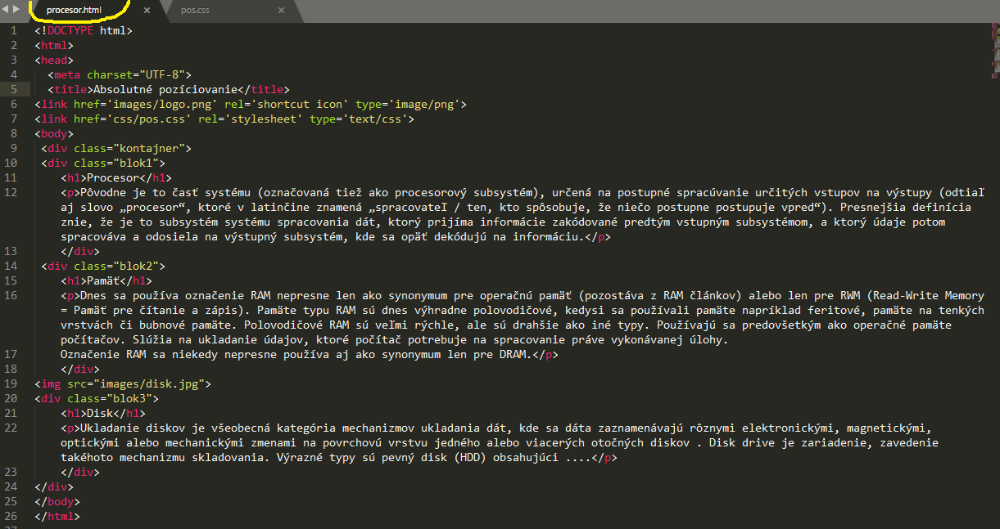 procesor.html × pos.css ×
1 <!DOCTYPE html>
2 <html>
3 <head>
4 <meta charset="UTF-8">
5 <title>Absolutné pozíciovanie</title>
6 <link href='images/logo.png' rel='shortcut icon' type='image/png'>
7 <link href='css/pos.css' rel='stylesheet' type='text/css'>
8 <body>
9 <div class="kontajner">
10 <div class="blok1">
11 <h1>Procesor</h1>
12 <p>Pôvodne je to časť systému (označovaná tiež ako procesorový subsystém), určená na postupné spracúvanie určitých vstupov na výstupy (odtiaľ
aj slovo „procesor“, ktoré v latinčine znamená „spracovateľ / ten, kto spôsobuje, že niečo postupne postupuje vpred“). Presnejšia definícia
znie, že je to subsystém systému spracovania dát, ktorý prijíma informácie zakódované predtým vstupným subsystémom, a ktorý údaje potom
spracováva a odosiela na výstupný subsystém, kde sa opäť dekódujú na informáciu.</p>
13 </div>
14 <div class="blok2">
15 <h1>Pamäť</h1>
16 <p>Dnes sa používa označenie RAM nepresne len ako synonymum pre operačnú pamäť (pozostáva z RAM článkov) alebo len pre RWM (Read-Write Memory
= Pamäť pre čítanie a zápis). Pamäte typu RAM sú dnes výhradne polovodičové, kedysi sa používali pamäte napríklad feritové, pamäte na tenkých
vrstvách či bubnové pamäte. Polovodičové RAM sú veľmi rýchle, ale sú drahšie ako iné typy. Používajú sa predovšetkým ako operačné pamäte
počítačov. Slúžia na ukladanie údajov, ktoré počítač potrebuje na spracovanie práve vykonávanej úlohy.
17 Označenie RAM sa niekedy nepresne používa aj ako synonymum len pre DRAM.</p>
18 </div>
19 <img src="images/disk.jpg">
20 <div class="blok3">
21 <h1>Disk</h1>
22 <p>Ukladanie diskov je všeobecná kategória mechanizmov ukladania dát, kde sa dáta zaznamenávajú rôznymi elektronickými, magnetickými,
optickými alebo mechanickými zmenami na povrchovú vrstvu jedného alebo viacerých otočných diskov . Disk drive je zariadenie, zavedenie
takéhoto mechanizmu skladovania. Výrazné typy sú pevný disk (HDD) obsahujúci ....</p>
23 </div>
24 </div>
25 </body>
26 </html>
27